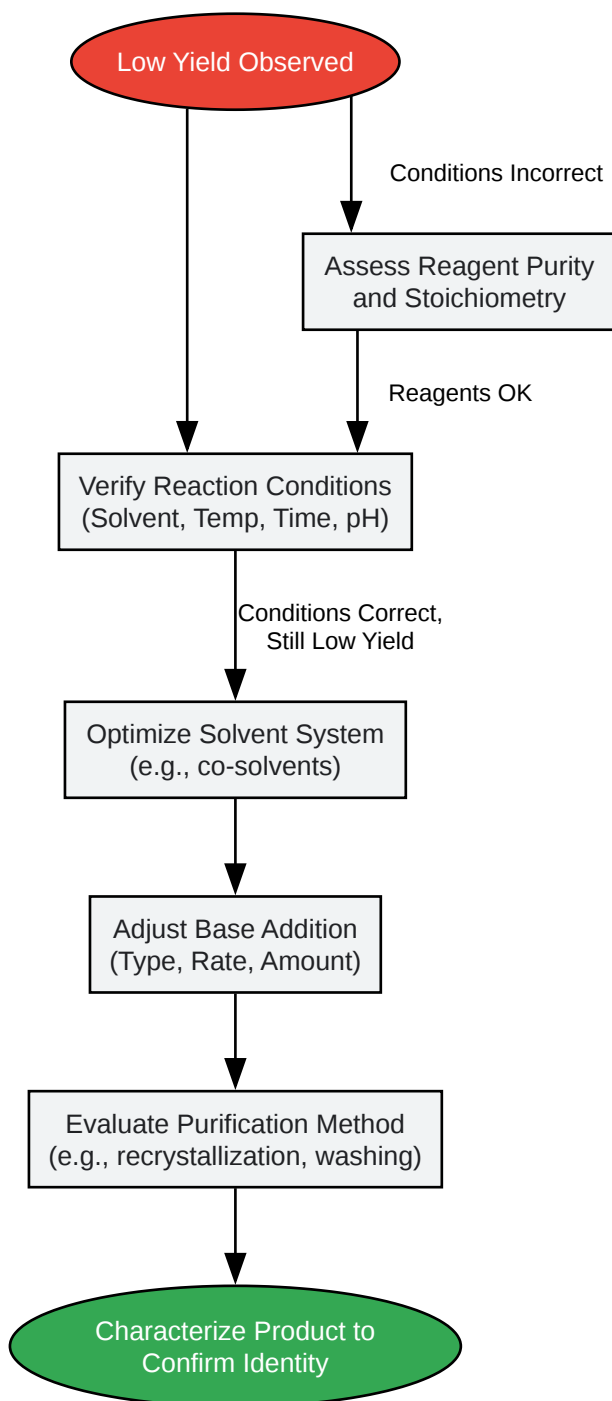 Low Yield Observed
Conditions Incorrect
Assess Reagent Purity
and Stoichiometry
Reagents OK
Verify Reaction Conditions
(Solvent, Temp, Time, pH)
Conditions Correct,
Still Low Yield
Optimize Solvent System
(e.g., co-solvents)
Adjust Base Addition
(Type, Rate, Amount)
Evaluate Purification Method
(e.g., recrystallization, washing)
Characterize Product to
Confirm Identity